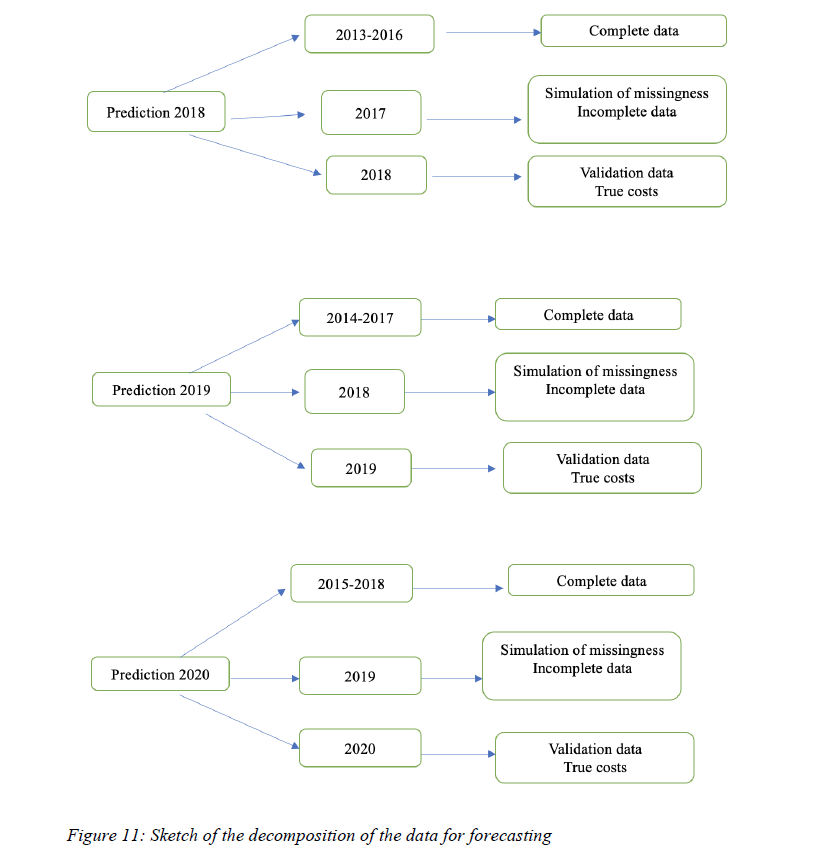 2013-2016
Complete data
Prediction 2018
2017
Simulation of missingness
Incomplete data
2018
Validation data
True costs
2014-2017
Complete data
Prediction 2019
2018
Simulation of missingness
Incomplete data
2019
Validation data
True costs
2015-2018
Complete data
Prediction 2020
2019
Simulation of missingness
Incomplete data
2020
Validation data
True costs
Figure 11: Sketch of the decomposition of the data for forecasting